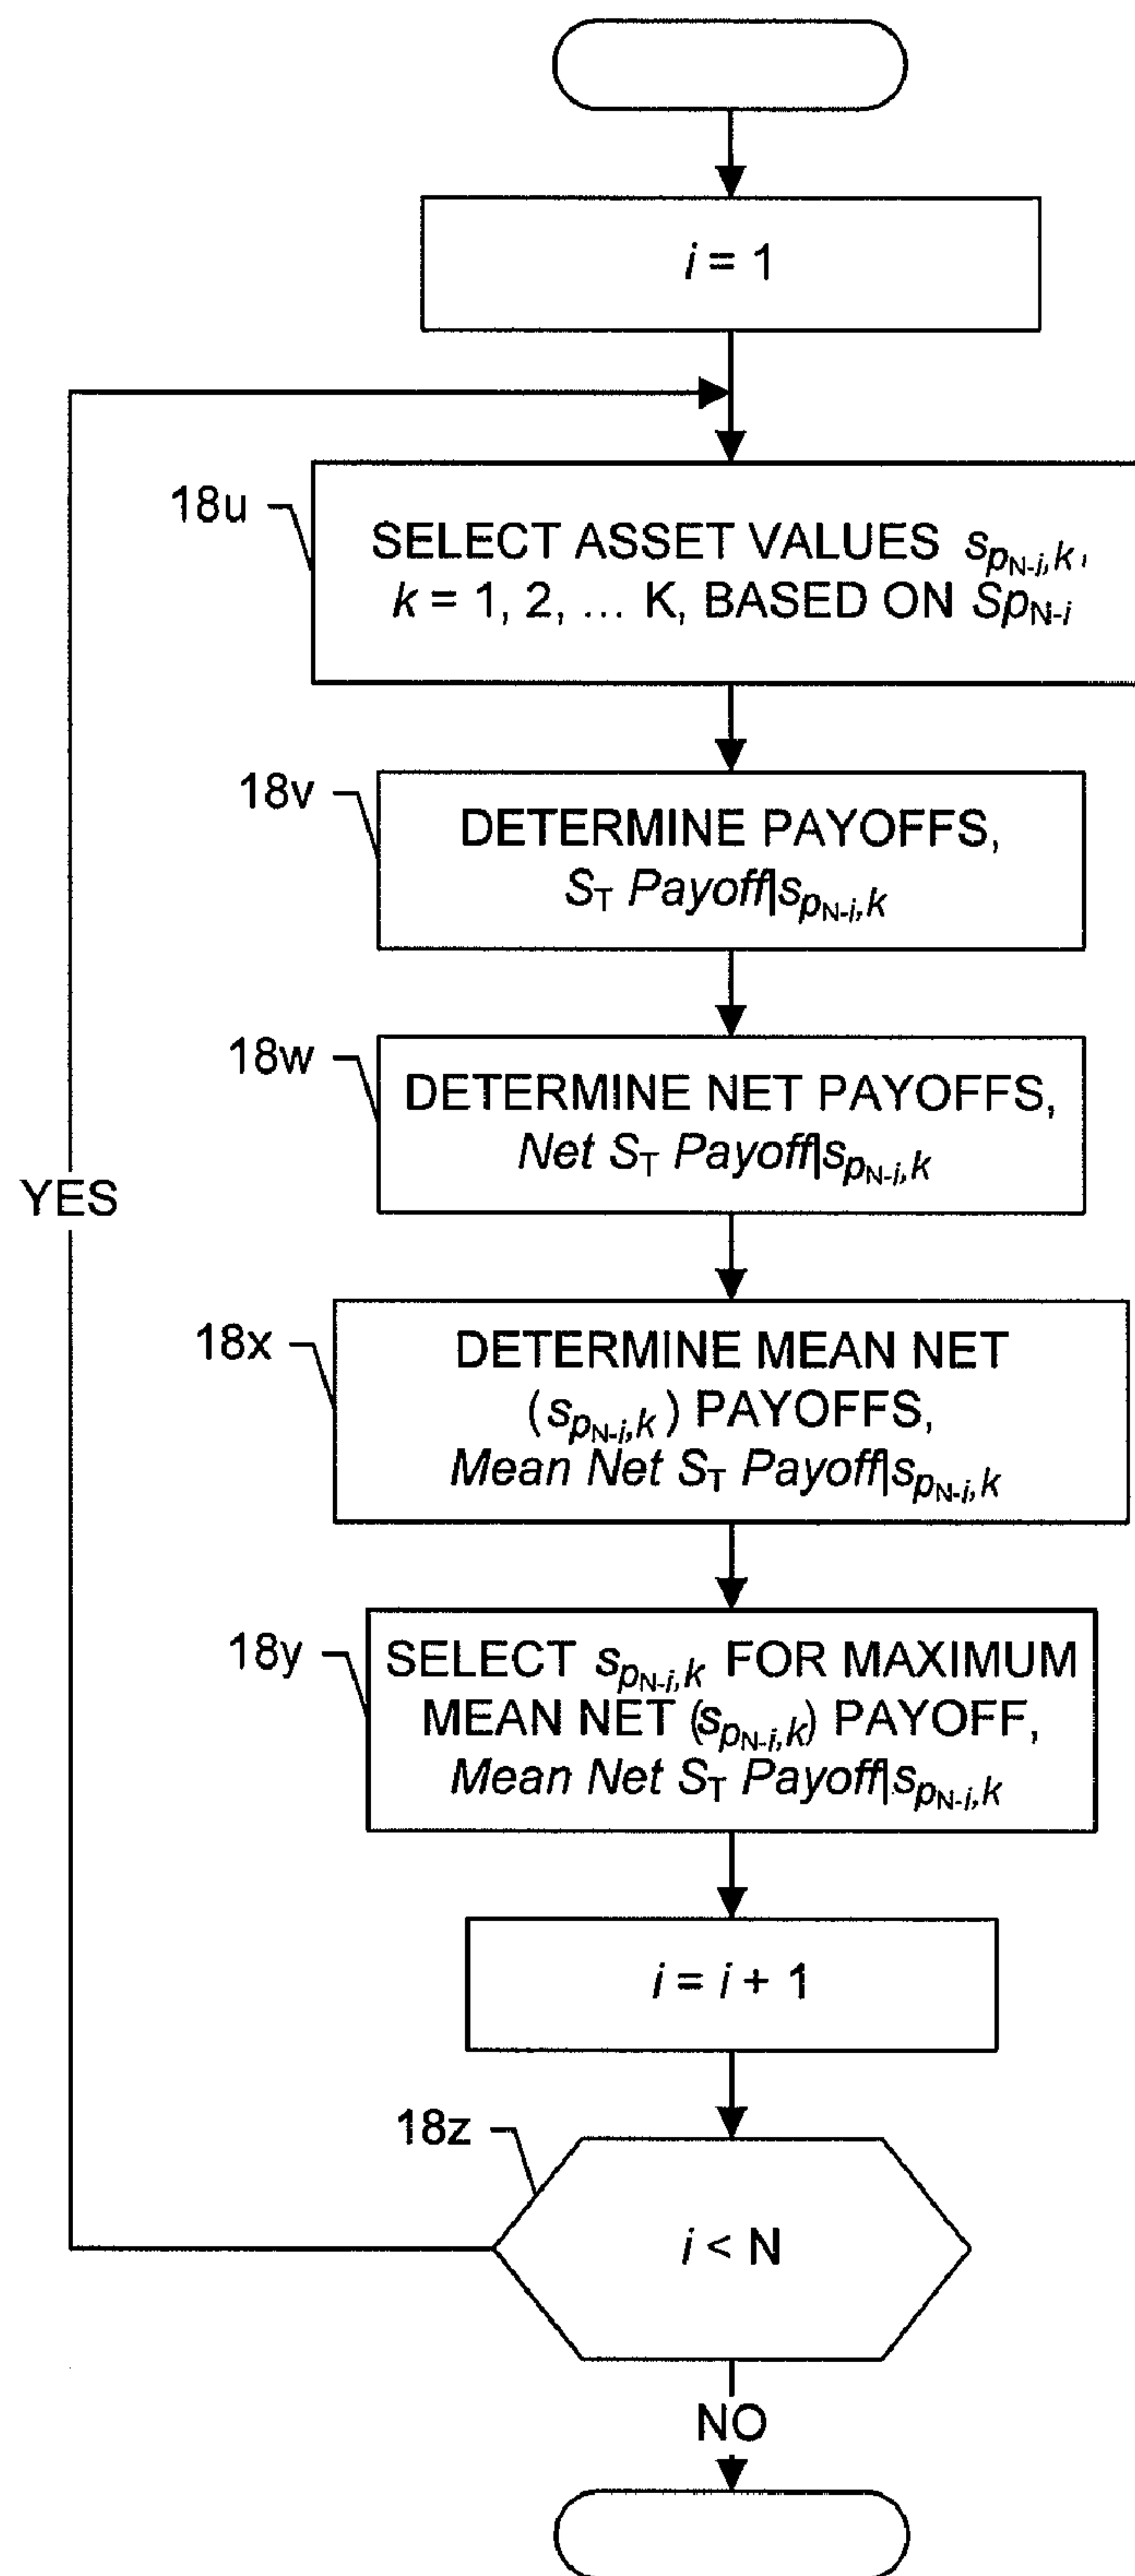 i = 1
18u
SELECT ASSET VALUES s_{p_{N-i},k},
k = 1, 2, ... K, BASED ON S_{p_{N-i}}
18v
DETERMINE PAYOFFS,
S_T Payoff|s_{p_{N-i},k}
18w
DETERMINE NET PAYOFFS,
Net S_T Payoff|s_{p_{N-i},k}
YES
18x
DETERMINE MEAN NET
(s_{p_{N-i},k}) PAYOFFS,
Mean Net S_T Payoff|s_{p_{N-i},k}
18y
SELECT s_{p_{N-i},k} FOR MAXIMUM
MEAN NET (s_{p_{N-i},k}) PAYOFF,
Mean Net S_T Payoff|s_{p_{N-i},k}
i = i + 1
18z
i < N
NO